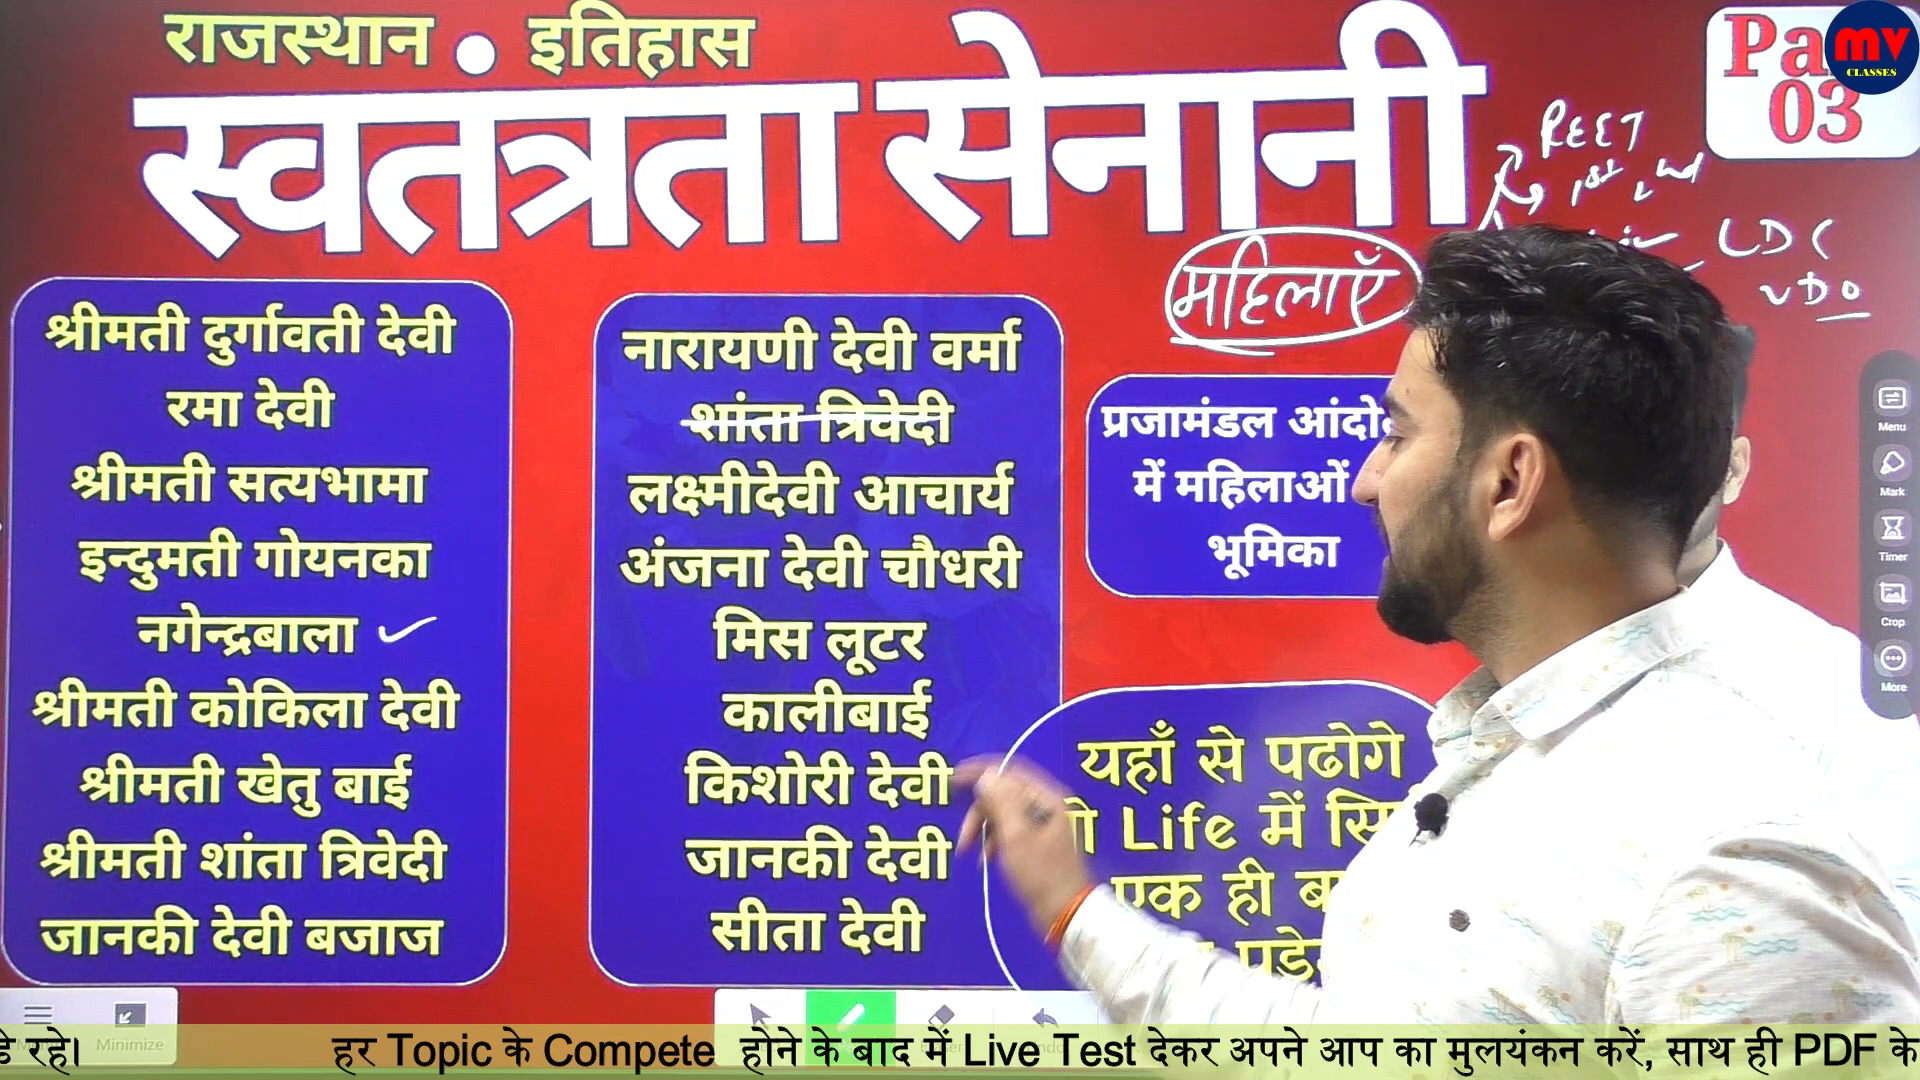 राजस्थान • इतिहास
स्वतंत्रता सेनानी
Pa
03
mv
CLASSES
REET
1st 2nd
LDC
VDO
महिलाएँ
श्रीमती दुर्गावती देवी
रमा देवी
श्रीमती सत्यभामा
इन्दुमती गोयनका
नगेन्द्रबाला
श्रीमती कोकिला देवी
श्रीमती खेतु बाई
श्रीमती शांता त्रिवेदी
जानकी देवी बजाज
नारायणी देवी वर्मा
शांता त्रिवेदी
लक्ष्मीदेवी आचार्य
अंजना देवी चौधरी
मिस लूटर
कालीबाई
किशोरी देवी
जानकी देवी
सीता देवी
प्रजामंडल
में महिलाओं
भूमिका
यहाँ से पढोगे
Life में
एक ही
Menu
Mark
Timer
Crop
More
Minimize
रहे। हर Topic के Compete होने के बाद में Live Test देकर अपने आप का मुलयंकन करें, साथ ही PDF के